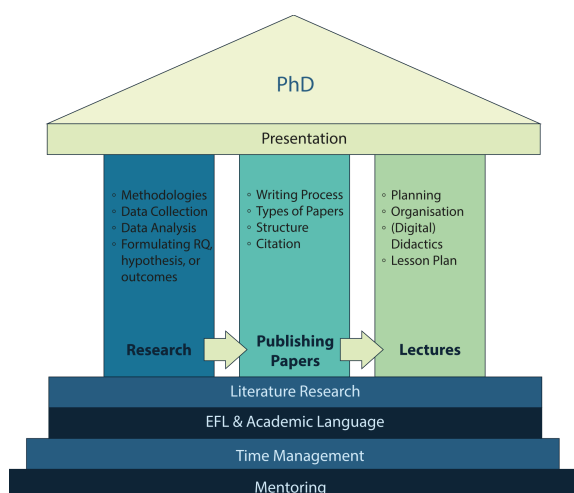 PhD
Presentation
◦ Methodologies
◦ Data Collection
◦ Data Analysis
◦ Formulating RQ,
hypothesis, or
outcomes
Research
◦ Writing Process
◦ Types of Papers
◦ Structure
◦ Citation
Publishing
Papers
◦ Planning
◦ Organisation
◦ (Digital)
Didactics
◦ Lesson Plan
Lectures
Literature Research
EFL & Academic Language
Time Management
Mentoring